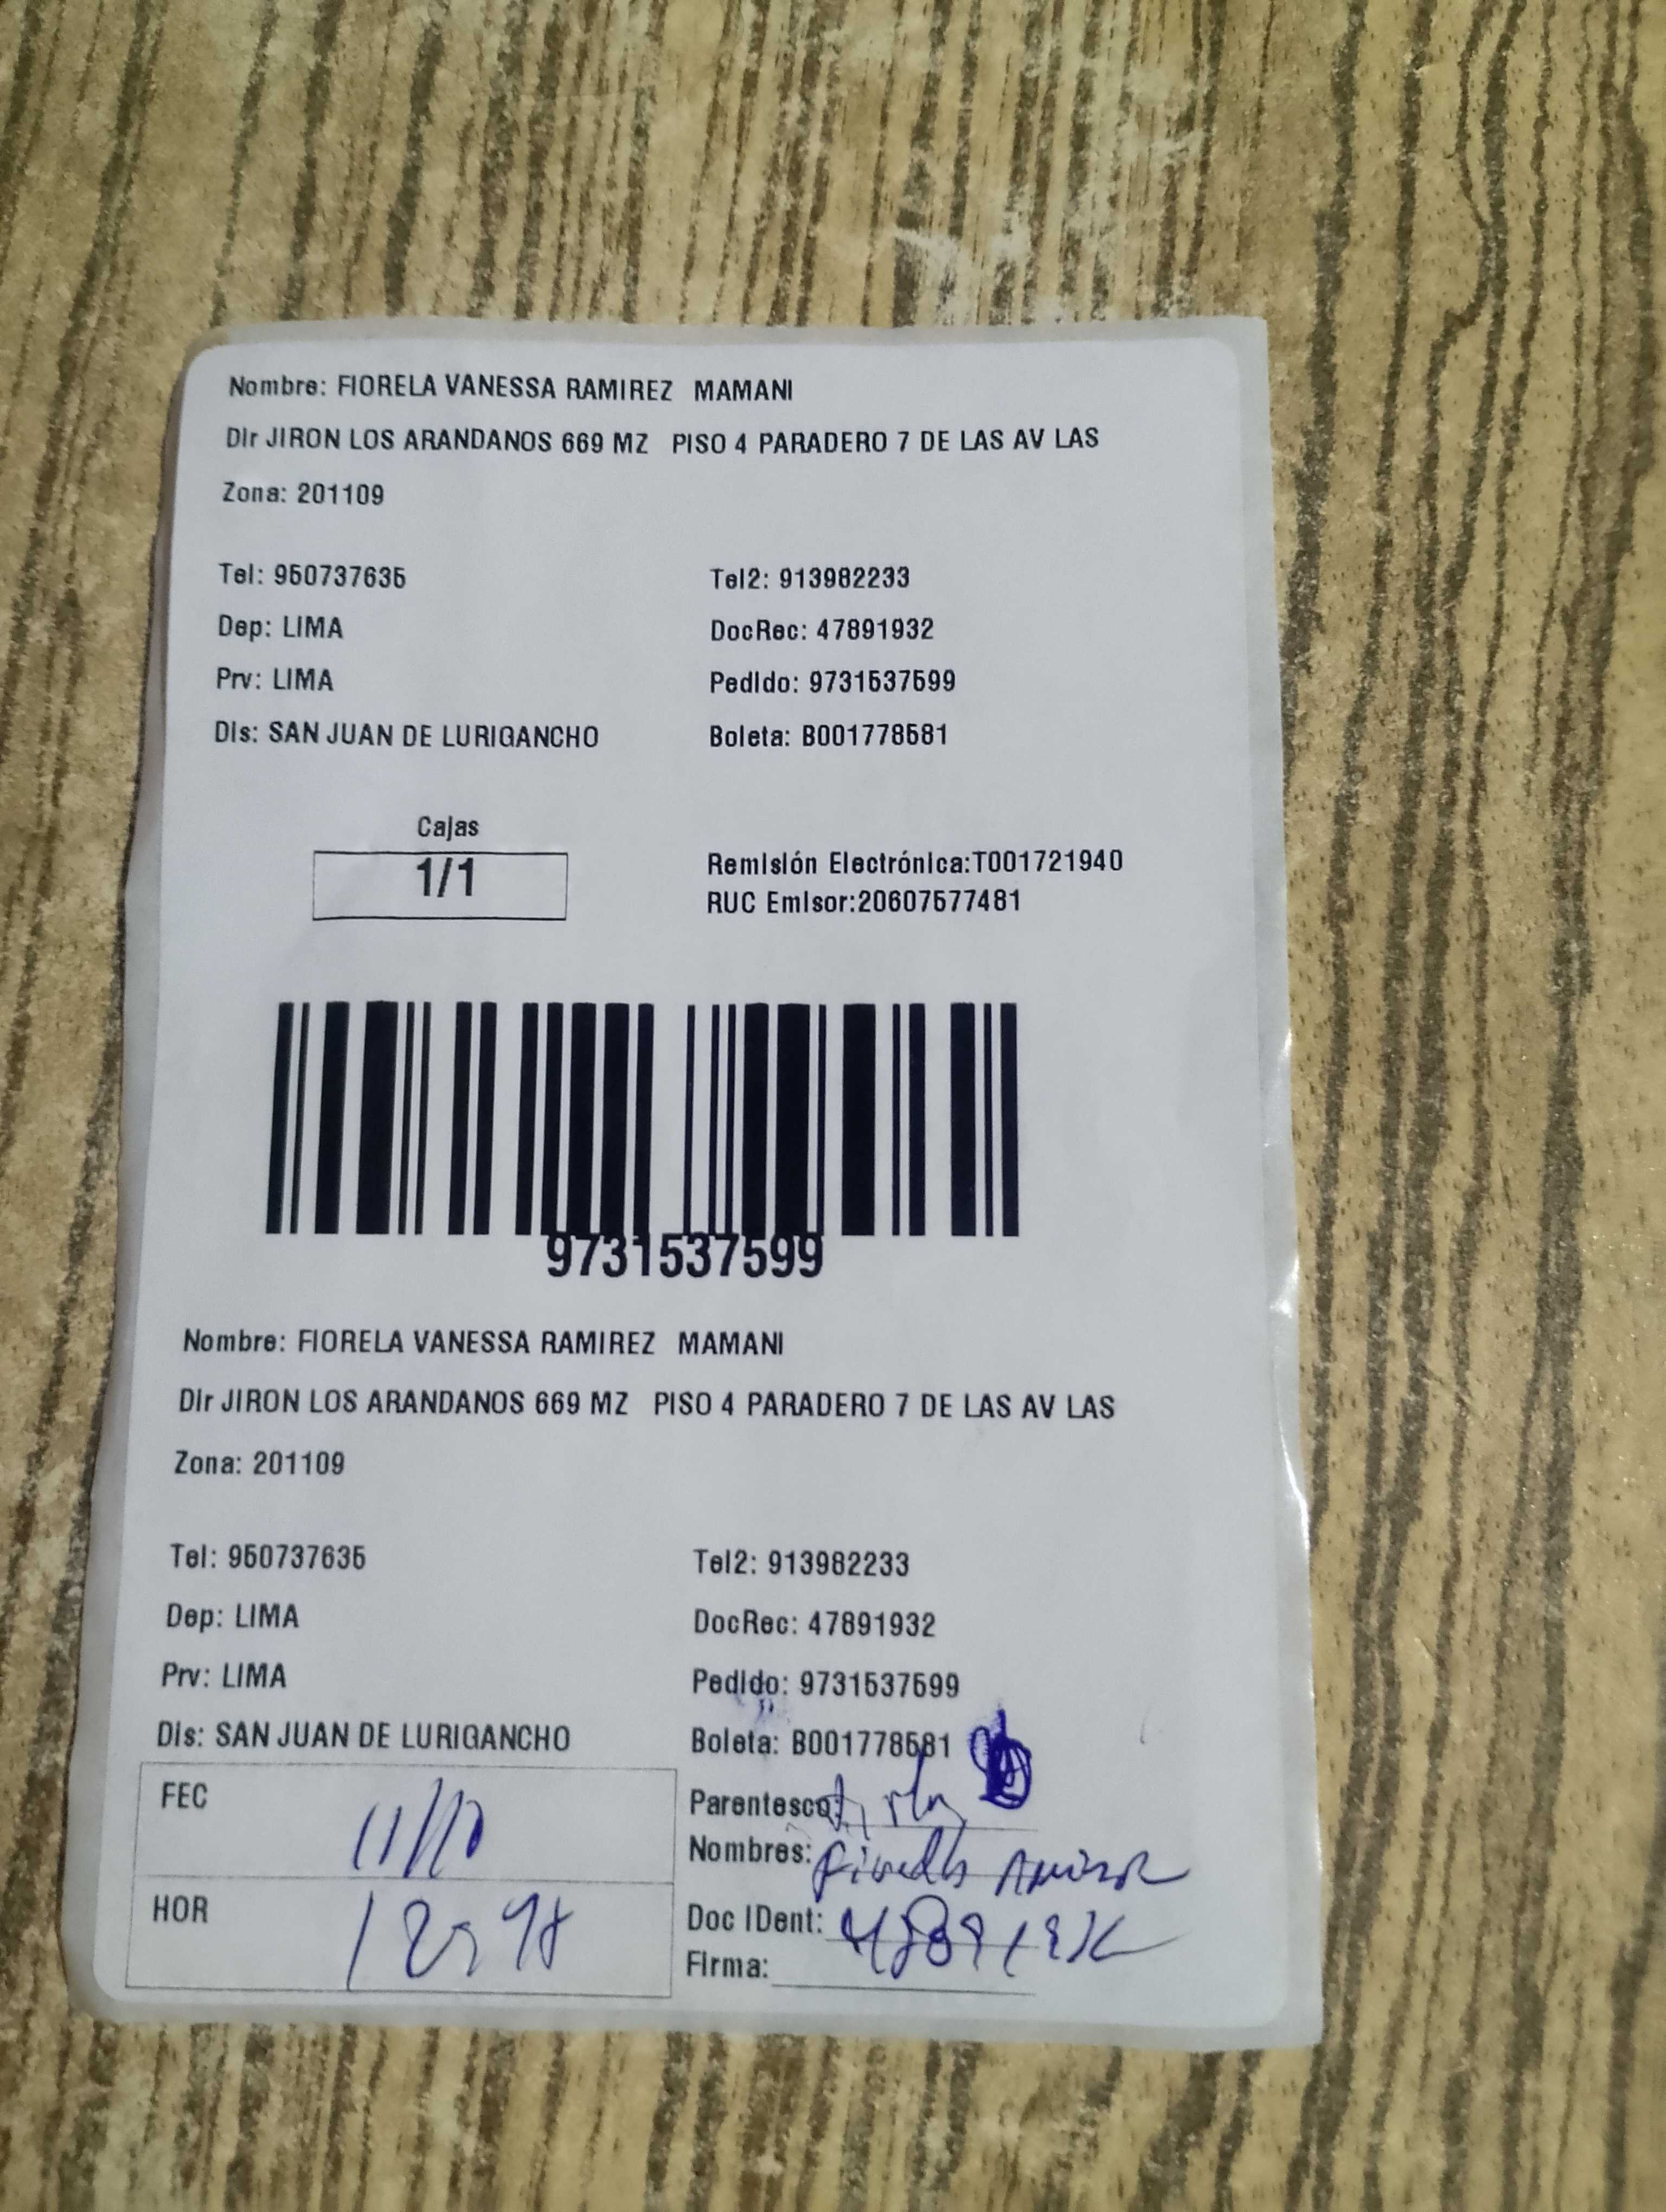 Nombre: FIORELA VANESSA RAMIREZ MAMANI
Dir JIRON LOS ARANDANOS 669 MZ PISO 4 PARADERO 7 DE LAS AV LAS
Zona: 201109
Tel: 950737635 Tel2: 913982233
Dep: LIMA DocRec: 47891932
Prv: LIMA Pedido: 9731537599
Dis: SAN JUAN DE LURIGANCHO Boleta: B001778581
Cajas
1/1
Remisión Electrónica:T001721940
RUC Emisor:20607577481
9731537599
Nombre: FIORELA VANESSA RAMIREZ MAMANI
Dir JIRON LOS ARANDANOS 669 MZ PISO 4 PARADERO 7 DE LAS AV LAS
Zona: 201109
Tel: 950737635 Tel2: 913982233
Dep: LIMA DocRec: 47891932
Prv: LIMA Pedido: 9731537599
Dis: SAN JUAN DE LURIGANCHO Boleta: B001778581
FEC 11/10
Parentesco:
Nombres:
HOR
Doc IDent:
Firma: